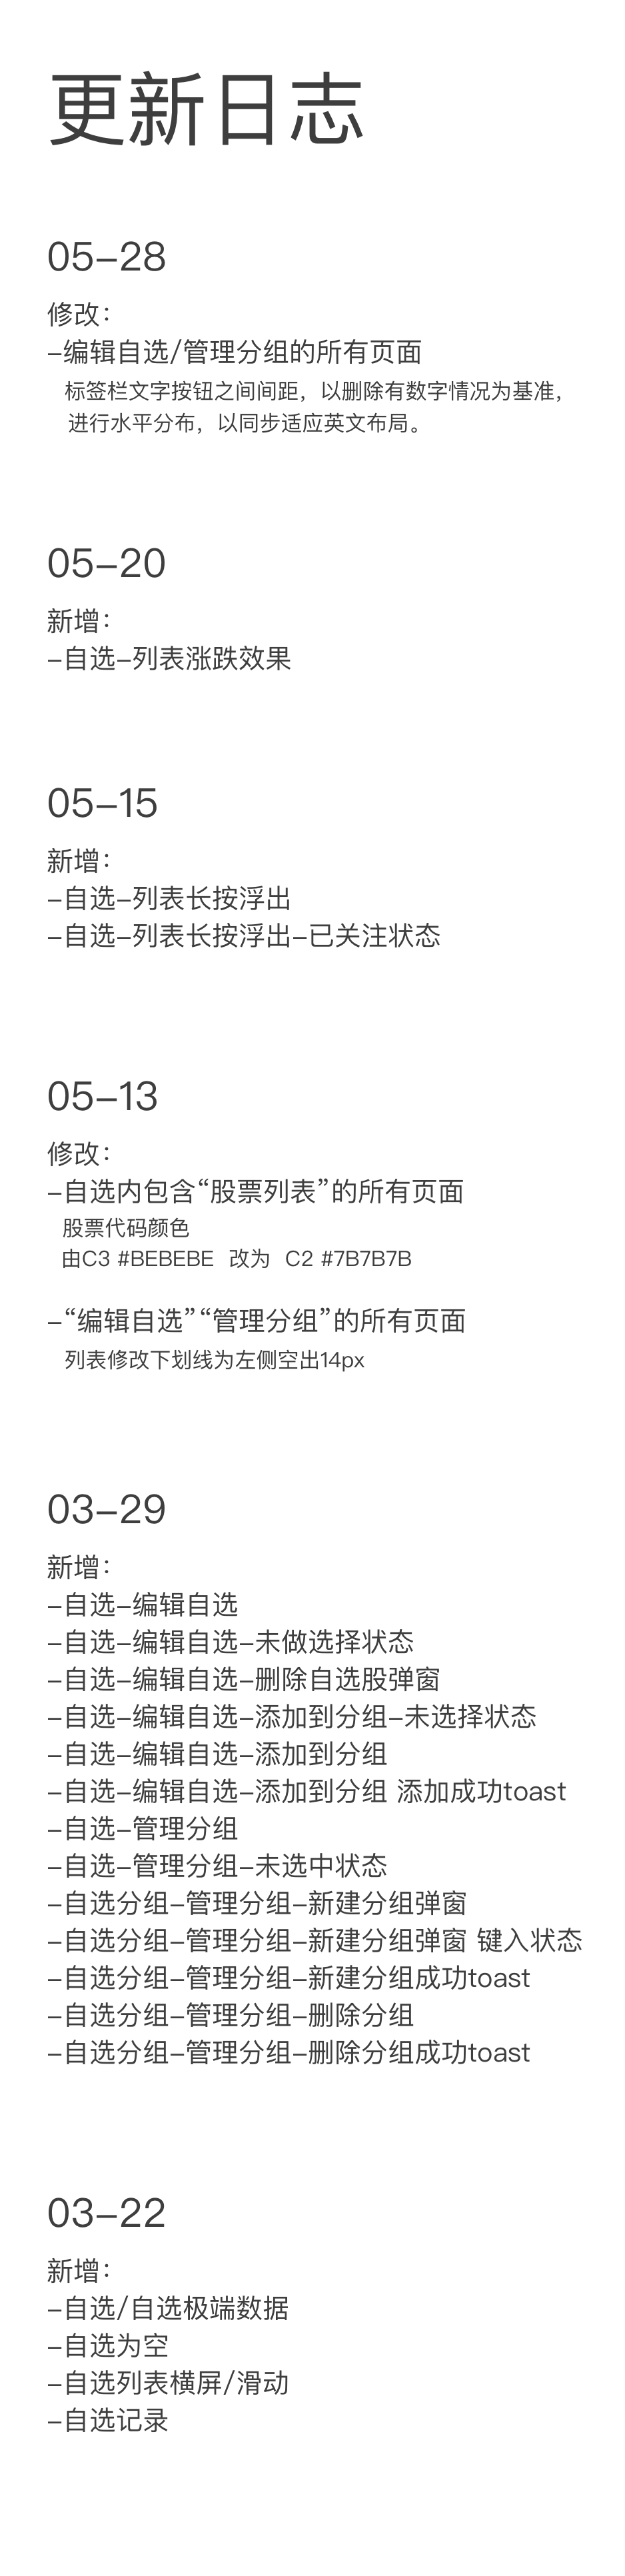 更新日志
05-28
修改：
-编辑自选/管理分组的所有页面
标签栏文字按钮之间间距，以删除有数字情况为基准，
进行水平分布，以同步适应英文布局。
05-20
新增：
-自选-列表涨跌效果
05-15
新增：
-自选-列表长按浮出
-自选-列表长按浮出-已关注状态
05-13
修改：
-自选内包含“股票列表”的所有页面
股票代码颜色
由C3 #BEBEBE 改为 C2 #7B7B7B
-“编辑自选”“管理分组”的所有页面
列表修改下划线为左侧空出14px
03-29
新增：
-自选-编辑自选
-自选-编辑自选-未做选择状态
-自选-编辑自选-删除自选股弹窗
-自选-编辑自选-添加到分组-未选择状态
-自选-编辑自选-添加到分组
-自选-编辑自选-添加到分组 添加成功toast
-自选-管理分组
-自选-管理分组-未选中状态
-自选分组-管理分组-新建分组弹窗
-自选分组-管理分组-新建分组弹窗 键入状态
-自选分组-管理分组-新建分组成功toast
-自选分组-管理分组-删除分组
-自选分组-管理分组-删除分组成功toast
03-22
新增：
-自选/自选极端数据
-自选为空
-自选列表横屏/滑动
-自选记录